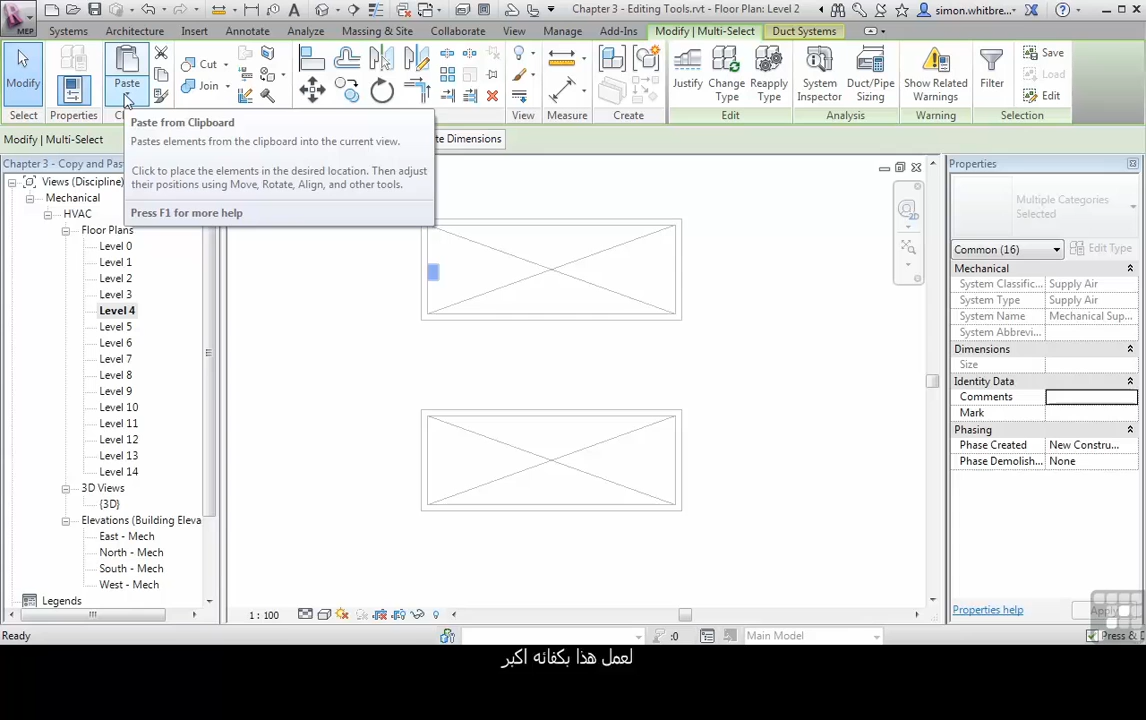 Chapter 3 - Editing Tools.rvt - Floor Plan: Level 2
simon.whitbre...
MEP
Systems Architecture Insert Annotate Analyze Massing & Site Collaborate View Manage Add-Ins Modify | Multi-Select Duct Systems
Modify
Paste
Cut
Join
Justify
Change Type
Reapply Type
System Inspector
Duct/Pipe Sizing
Show Related Warnings
Filter
Save
Load
Edit
Select Properties View Measure Create Edit Analysis Warning Selection
Modify | Multi-Select
te Dimensions
Paste from Clipboard
Pastes elements from the clipboard into the current view.
Click to place the elements in the desired location. Then adjust
their positions using Move, Rotate, Align, and other tools.
Press F1 for more help
Chapter 3 - Copy and Pas
Views (Discipline)
Mechanical
HVAC
Floor Plans
Level 0
Level 1
Level 2
Level 3
Level 4
Level 5
Level 6
Level 7
Level 8
Level 9
Level 10
Level 11
Level 12
Level 13
Level 14
3D Views
{3D}
Elevations (Building Eleva
East - Mech
North - Mech
South - Mech
West - Mech
Legends
2D
Properties
Multiple Categories
Selected
Common (16) Edit Type
Mechanical
System Classific... Supply Air
System Type Supply Air
System Name Mechanical Sup...
System Abbrevi...
Dimensions
Size
Identity Data
Comments
Mark
Phasing
Phase Created New Constru...
Phase Demolish... None
Properties help
Apply
1 : 100
Ready
:0
Main Model
Press & D
لعمل هذا بكفائه اكبر